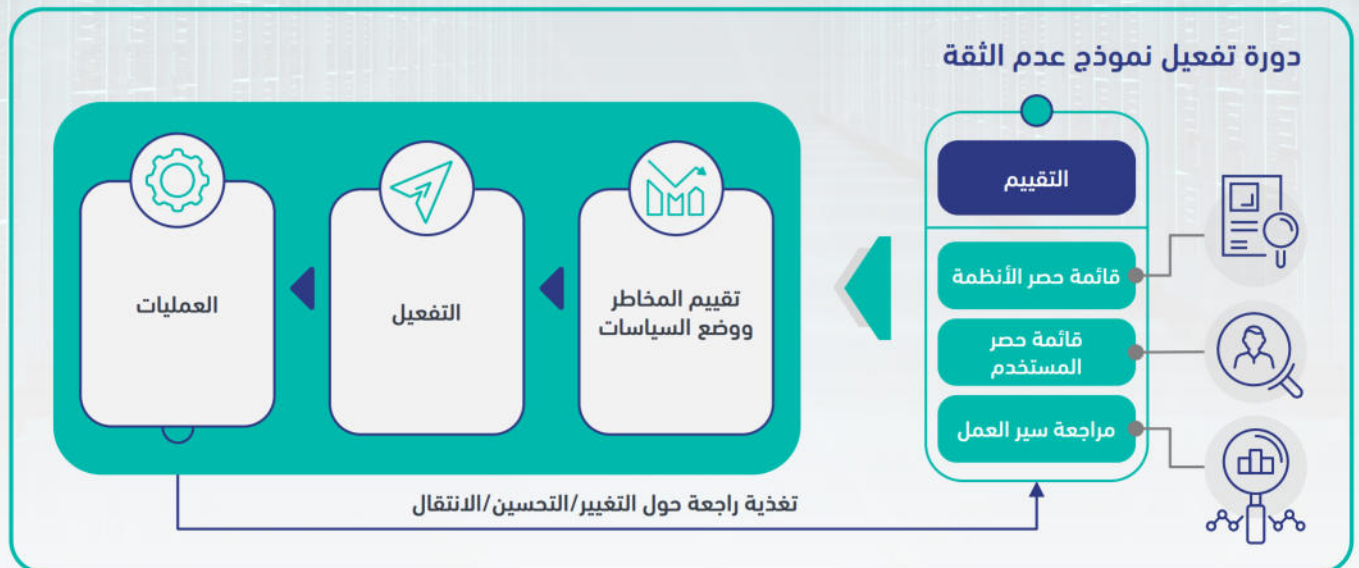 دورة تفعيل نموذج عدم الثقة
التقييم
قائمة حصر الأنظمة
قائمة حصر
المستخدم
مراجعة سير العمل
تقييم المخاطر
ووضع السياسات
التفعيل
العمليات
تغذية راجعة حول التغيير/التحسين/الانتقال